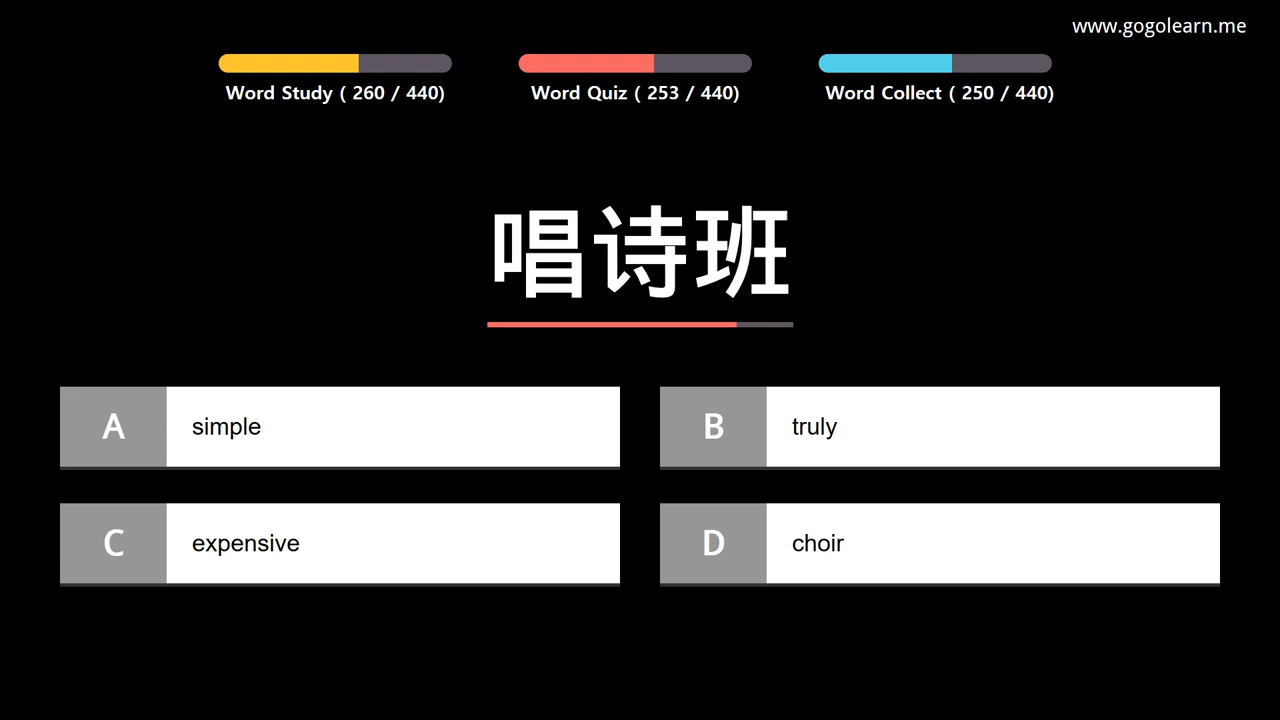 www.gogolearn.me
Word Study ( 260 / 440)
Word Quiz ( 253 / 440)
Word Collect ( 250 / 440)
唱诗班
A simple
B truly
C expensive
D choir